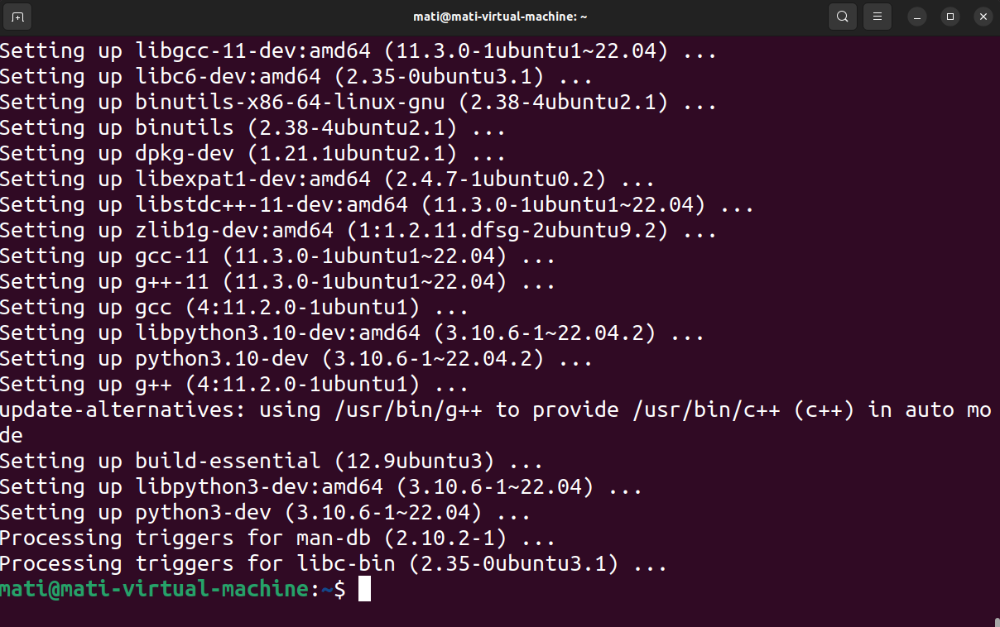 mati@mati-virtual-machine: ~
Setting up libgcc-11-dev:amd64 (11.3.0-1ubuntu1~22.04) ...
Setting up libc6-dev:amd64 (2.35-0ubuntu3.1) ...
Setting up binutils-x86-64-linux-gnu (2.38-4ubuntu2.1) ...
Setting up binutils (2.38-4ubuntu2.1) ...
Setting up dpkg-dev (1.21.1ubuntu2.1) ...
Setting up libexpat1-dev:amd64 (2.4.7-1ubuntu0.2) ...
Setting up libstdc++-11-dev:amd64 (11.3.0-1ubuntu1~22.04) ...
Setting up zlib1g-dev:amd64 (1:1.2.11.dfsg-2ubuntu9.2) ...
Setting up gcc-11 (11.3.0-1ubuntu1~22.04) ...
Setting up g++-11 (11.3.0-1ubuntu1~22.04) ...
Setting up gcc (4:11.2.0-1ubuntu1) ...
Setting up libpython3.10-dev:amd64 (3.10.6-1~22.04.2) ...
Setting up python3.10-dev (3.10.6-1~22.04.2) ...
Setting up g++ (4:11.2.0-1ubuntu1) ...
update-alternatives: using /usr/bin/g++ to provide /usr/bin/c++ (c++) in auto mo
de
Setting up build-essential (12.9ubuntu3) ...
Setting up libpython3-dev:amd64 (3.10.6-1~22.04) ...
Setting up python3-dev (3.10.6-1~22.04) ...
Processing triggers for man-db (2.10.2-1) ...
Processing triggers for libc-bin (2.35-0ubuntu3.1) ...
mati@mati-virtual-machine:~$